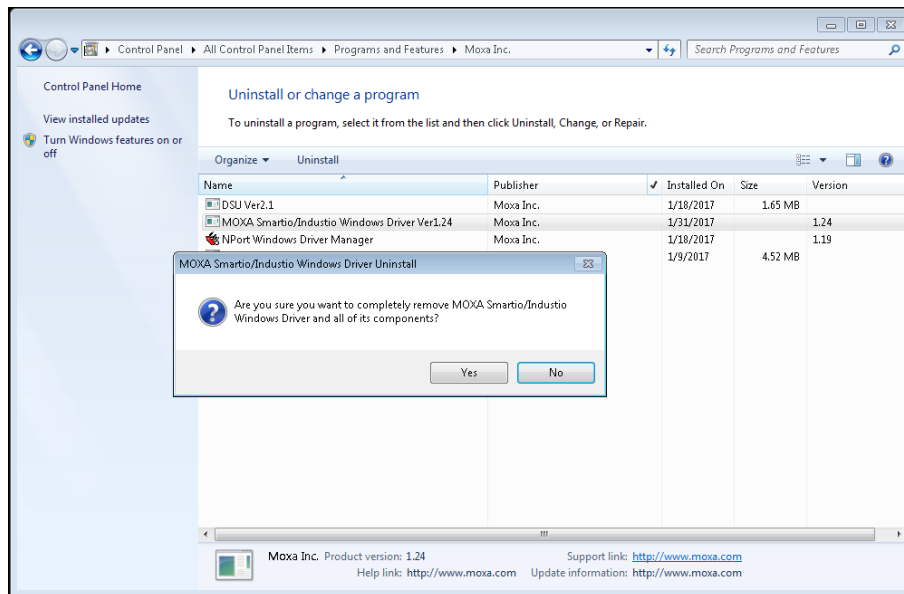 Control Panel ▸ All Control Panel Items ▸ Programs and Features ▸ Moxa Inc.
Search Programs and Features
Control Panel Home
View installed updates
Turn Windows features on or
off
Uninstall or change a program
To uninstall a program, select it from the list and then click Uninstall, Change, or Repair.
Organize Uninstall
Name Publisher Installed On Size Version
DSU Ver2.1 Moxa Inc. 1/18/2017 1.65 MB
MOXA Smartio/Industio Windows Driver Ver1.24 Moxa Inc. 1/31/2017 1.24
NPort Windows Driver Manager Moxa Inc. 1/18/2017 1.19
1/9/2017 4.52 MB
MOXA Smartio/Industio Windows Driver Uninstall
Are you sure you want to completely remove MOXA Smartio/Industio
Windows Driver and all of its components?
Yes No
Moxa Inc. Product version: 1.24 Support link: http://www.moxa.com
Help link: http://www.moxa.com Update information: http://www.moxa.com